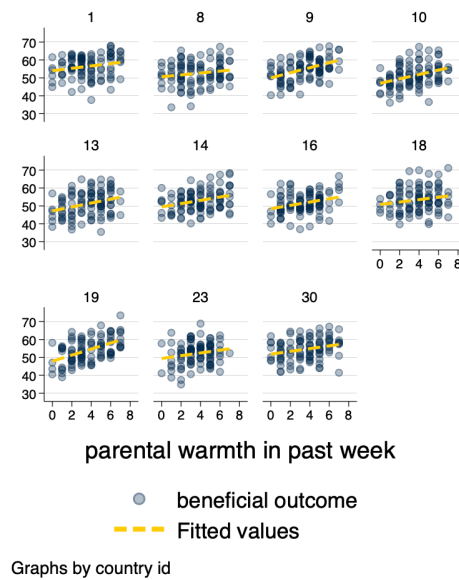 1 8 9 10
70
60
50
40
30
13 14 16 18
70
60
50
40
30
0 2 4 6 8
19 23 30
70
60
50
40
30
0 2 4 6 8 0 2 4 6 8 0 2 4 6 8
parental warmth in past week
beneficial outcome
Fitted values
Graphs by country id